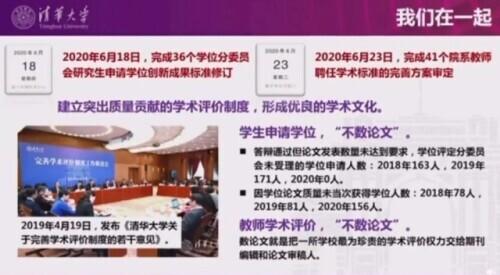 清华大学
Tsinghua University
我们在一起
2020年6月
18
星期四
2020年6月18日，完成36个学位分委员
会研究生申请学位创新成果标准修订
2020年6月
23
星期二
2020年6月23日，完成41个院系教师
聘任学术标准的完善方案审定
建立突出质量贡献的学术评价制度，形成优良的学术文化。
完善学术评价制度工作推进会
2019年4月19日，发布《清华大学关
于完善学术评价制度的若干意见》。
学生申请学位，“不数论文”。
答辩通过但论文发表数量未达到要求，学位评定分委员
会未受理的学位申请人数：2018年163人，2019年
171人，2020年0人。
因学位论文质量未当次获得学位人数：2018年78人，
2019年81人，2020年156人。
教师学术评价，“不数论文”。
数论文就是把一所学校最为珍贵的学术评价权力交给期刊
编辑和论文审稿人。